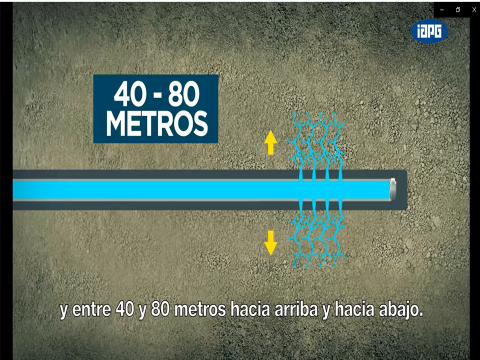 iAPG
40 - 80
METROS
y entre 40 y 80 metros hacia arriba y hacia abajo.